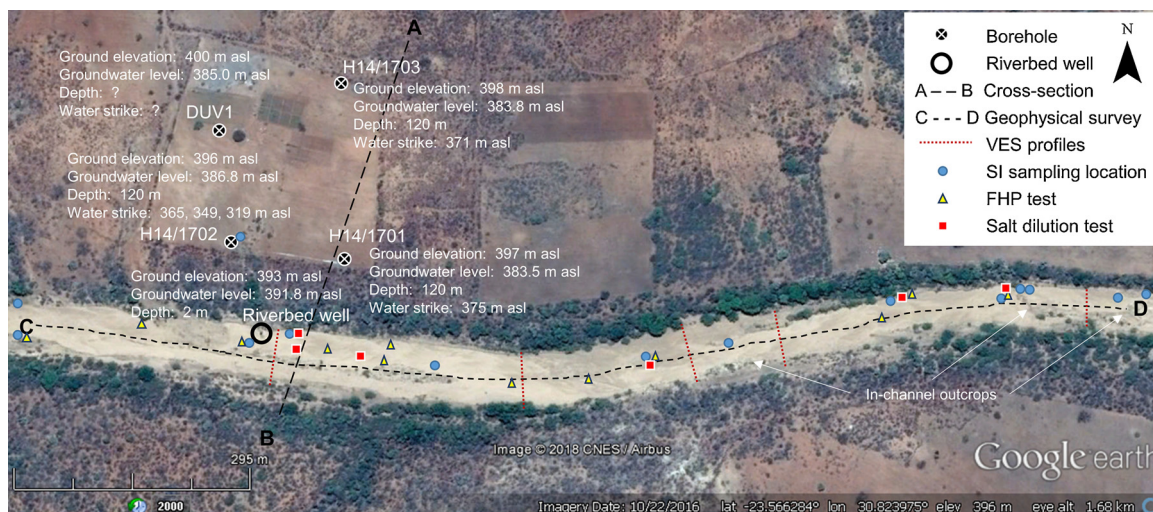 A
Ground elevation: 400 m asl
Groundwater level: 385.0 m asl
Depth: ?
Water strike: ?
DUV1
H14/1703
Ground elevation: 398 m asl
Groundwater level: 383.8 m asl
Depth: 120 m
Water strike: 371 m asl
Ground elevation: 396 m asl
Groundwater level: 386.8 m asl
Depth: 120 m
Water strike: 365, 349, 319 m asl
H14/1702
H14/1701
Ground elevation: 397 m asl
Groundwater level: 383.5 m asl
Depth: 120 m
Water strike: 375 m asl
Ground elevation: 393 m asl
Groundwater level: 391.8 m asl
Depth: 2 m
Riverbed well
C
D
B
In-channel outcrops
N
Borehole
Riverbed well
A B Cross-section
C D Geophysical survey
VES profiles
SI sampling location
FHP test
Salt dilution test
295 m
Image © 2018 CNES / Airbus
Google earth
2000
Imagery Date: 10/22/2016 lat -23.566284° lon 30.823975° elev 396 m eye alt 1.68 km